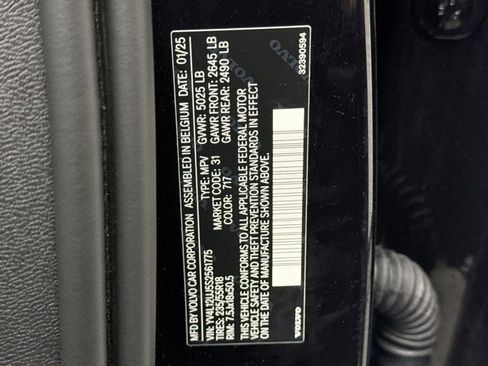 MFD BY VOLVO CAR CORPORATION ASSEMBLED IN BELGIUM DATE: 01/25
GVWR: 5025 LB
GAWR FRONT: 2645 LB
GAWR REAR: 2490 LB
VIN: YV4L12UJ5S2561775 TYPE: MPV
TIRES: 235/55R18 MARKET CODE: 31
RIM: 7.5Jx18x50.5 COLOR: 717
THIS VEHICLE CONFORMS TO ALL APPLICABLE FEDERAL MOTOR
VEHICLE SAFETY AND THEFT PREVENTION STANDARDS IN EFFECT
ON THE DATE OF MANUFACTURE SHOWN ABOVE.
VOLVO 32390594